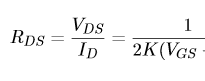 R_{DS} = \frac{V_{DS}}{I_D} = \frac{1}{2K(V_{GS}